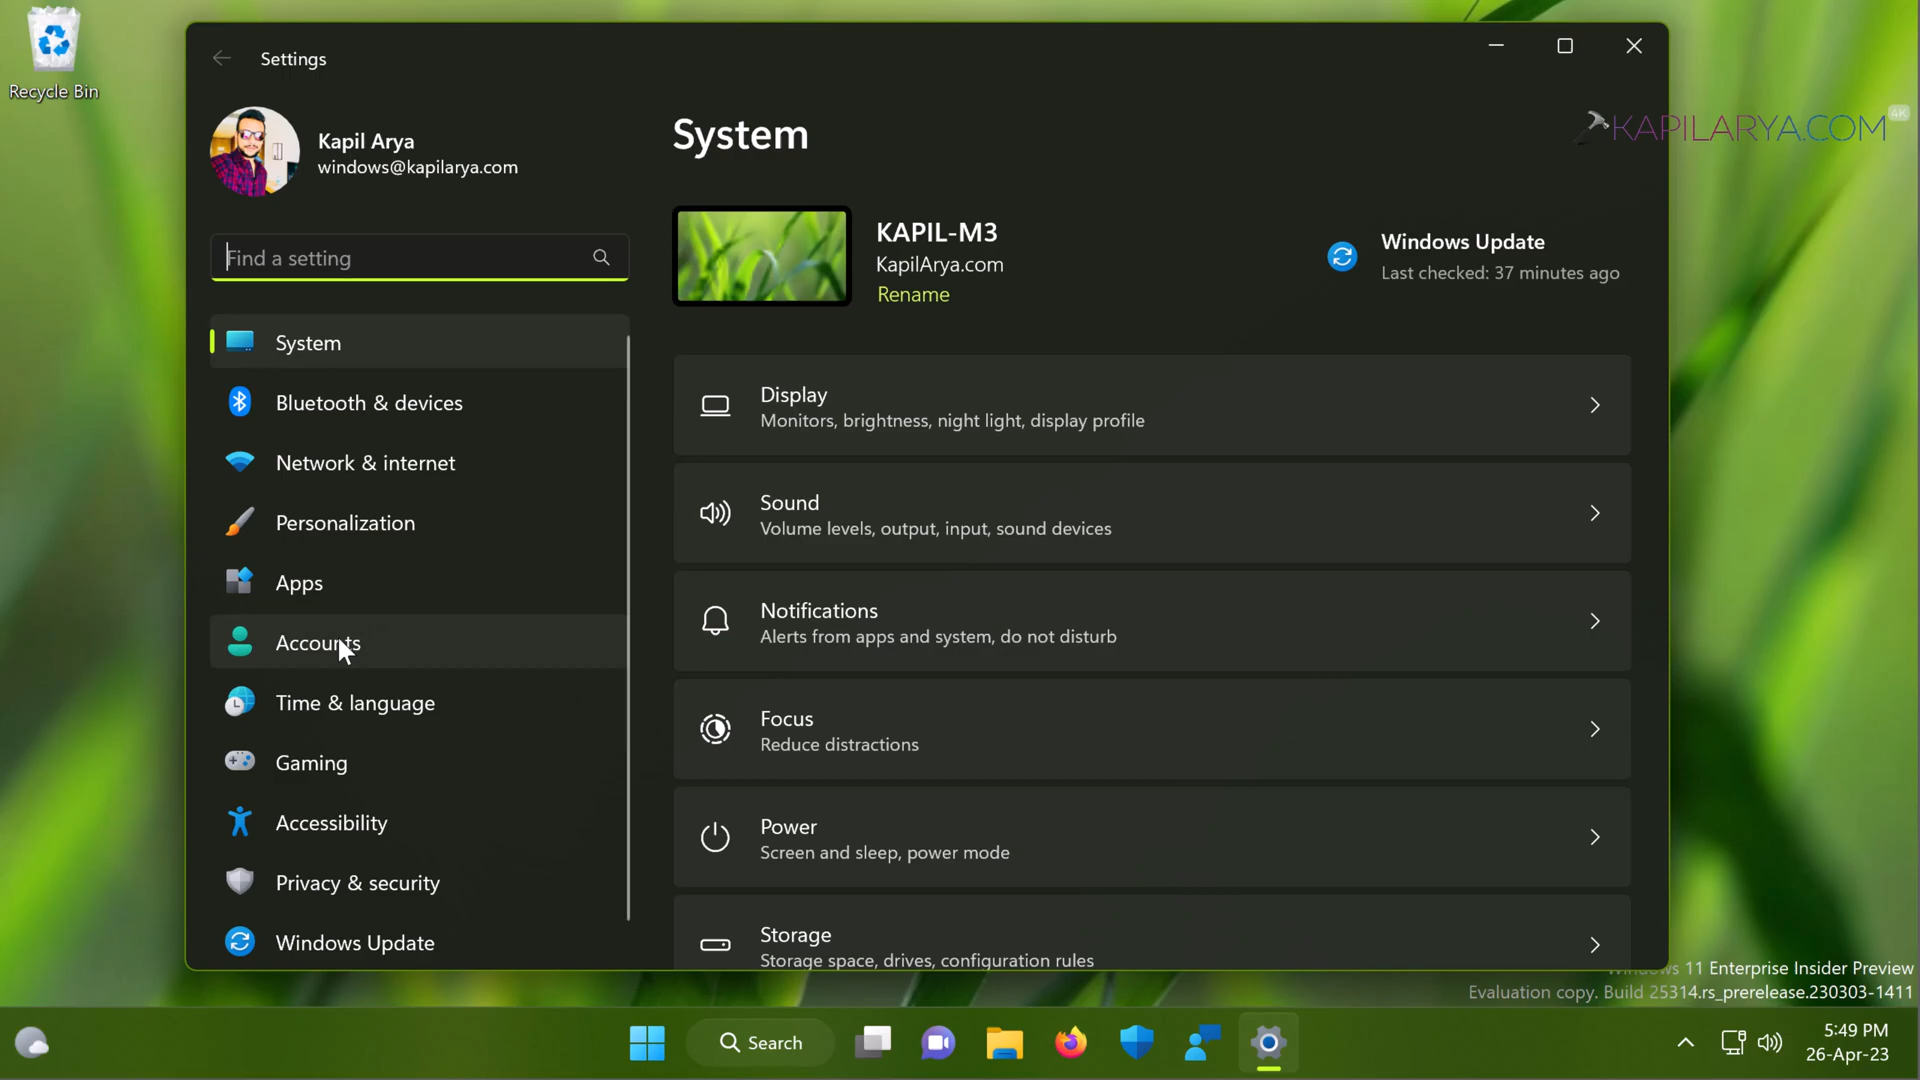 Recycle Bin
Settings
Kapil Arya
windows@kapilarya.com
Find a setting
System
Bluetooth & devices
Network & internet
Personalization
Apps
Accounts
Time & language
Gaming
Accessibility
Privacy & security
Windows Update
System
KAPIL-M3
KapilArya.com
Rename
Windows Update
Last checked: 37 minutes ago
Display
Monitors, brightness, night light, display profile
Sound
Volume levels, output, input, sound devices
Notifications
Alerts from apps and system, do not disturb
Focus
Reduce distractions
Power
Screen and sleep, power mode
Storage
Storage space, drives, configuration rules
KAPILARYA.COM
4K
Windows 11 Enterprise Insider Preview
Evaluation copy. Build 25314.rs_prerelease.230303-1411
Search
5:49 PM
26-Apr-23